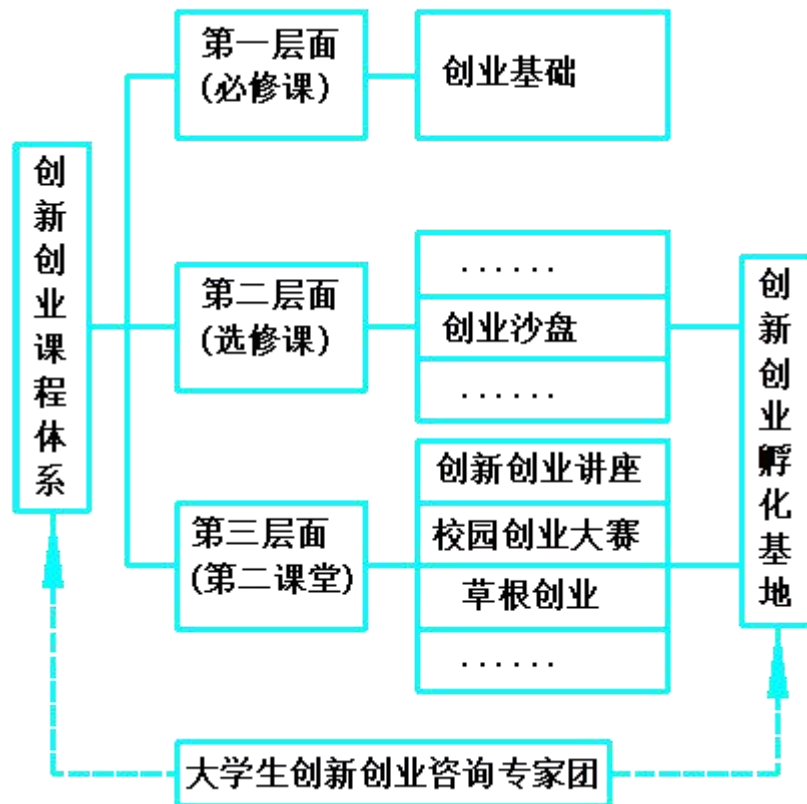 创新创业课程体系
第一层面
(必修课)
创业基础
第二层面
(选修课)
......
创业沙盘
......
第三层面
(第二课堂)
创新创业讲座
校园创业大赛
草根创业
......
创新创业孵化基地
大学生创新创业咨询专家团